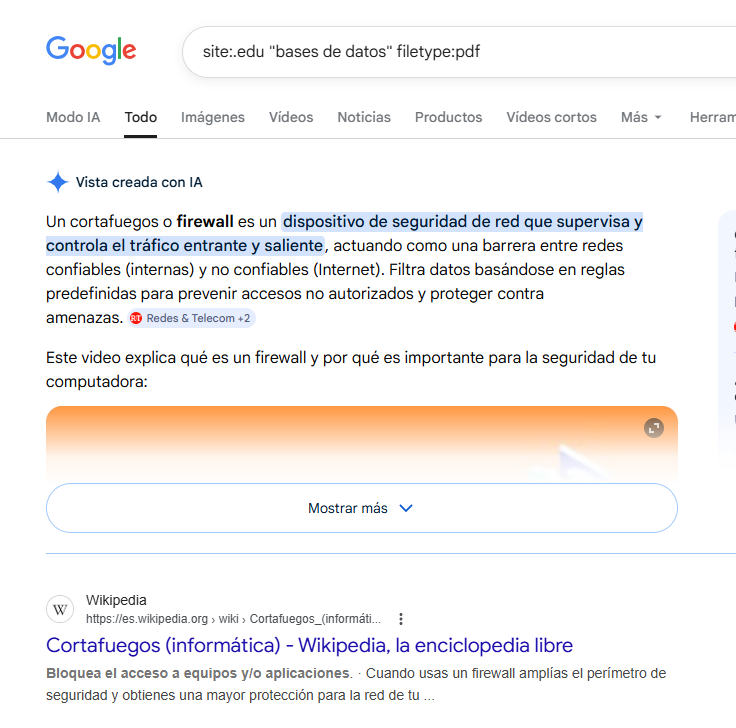 Google
site:.edu "bases de datos" filetype:pdf
Modo IA Todo Imágenes Vídeos Noticias Productos Vídeos cortos Más Herram
Vista creada con IA
Un cortafuegos o firewall es un dispositivo de seguridad de red que supervisa y
controla el tráfico entrante y saliente, actuando como una barrera entre redes
confiables (internas) y no confiables (Internet). Filtra datos basándose en reglas
predefinidas para prevenir accesos no autorizados y proteger contra
amenazas. Redes & Telecom +2
Este video explica qué es un firewall y por qué es importante para la seguridad de tu
computadora:
Mostrar más
W
Wikipedia
https://es.wikipedia.org › wiki › Cortafuegos_(informáti...
Cortafuegos (informática) - Wikipedia, la enciclopedia libre
Bloquea el acceso a equipos y/o aplicaciones. · Cuando usas un firewall amplías el perímetro de
seguridad y obtienes una mayor protección para la red de tu ...